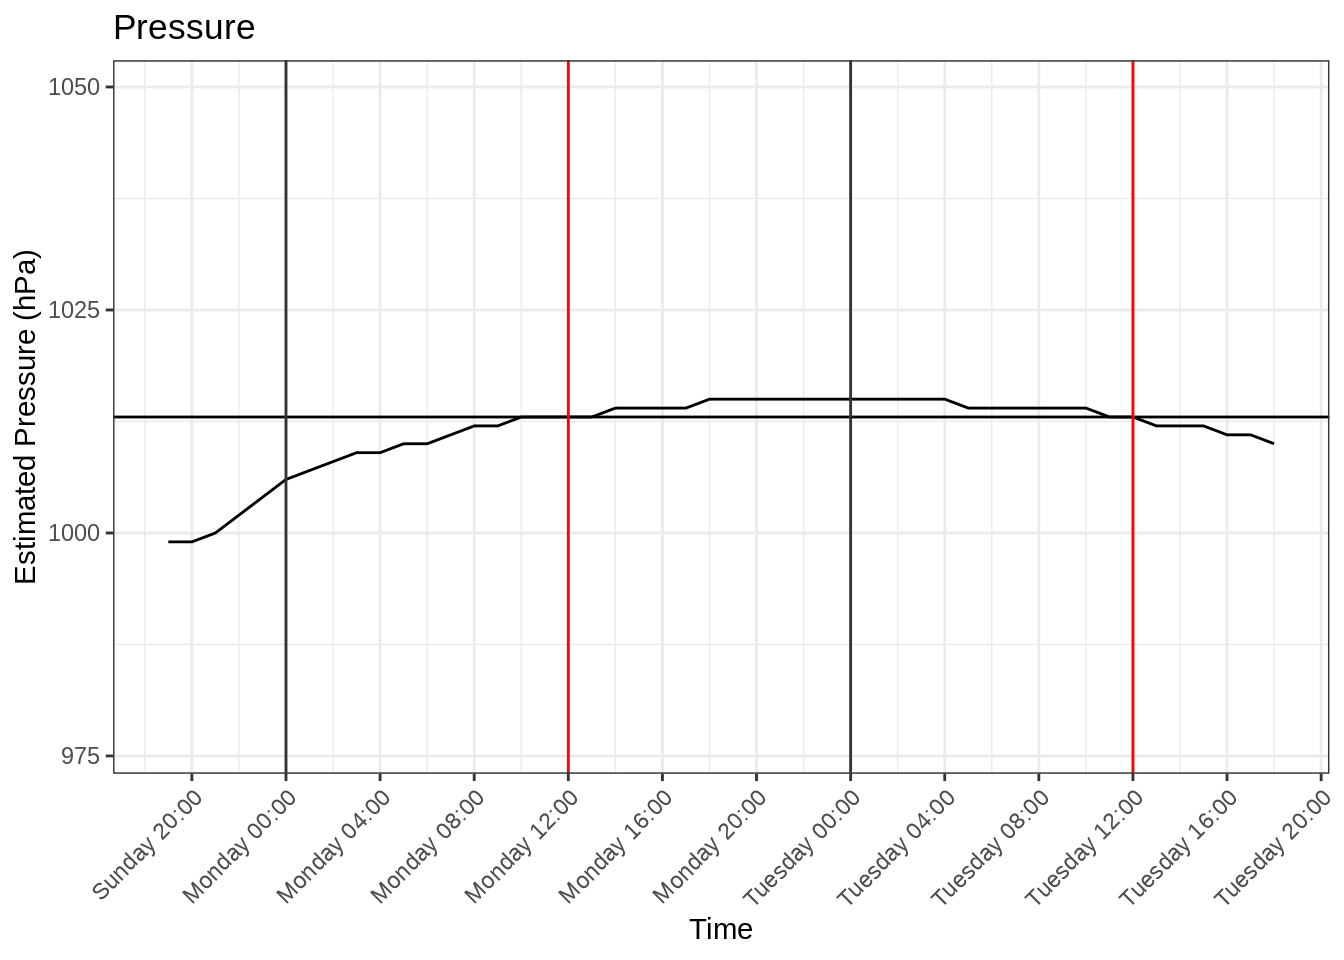 Pressure
Estimated Pressure (hPa)
1050
1025
1000
975
Sunday 20:00
Monday 00:00
Monday 04:00
Monday 08:00
Monday 12:00
Monday 16:00
Monday 20:00
Tuesday 00:00
Tuesday 04:00
Tuesday 08:00
Tuesday 12:00
Tuesday 16:00
Tuesday 20:00
Time